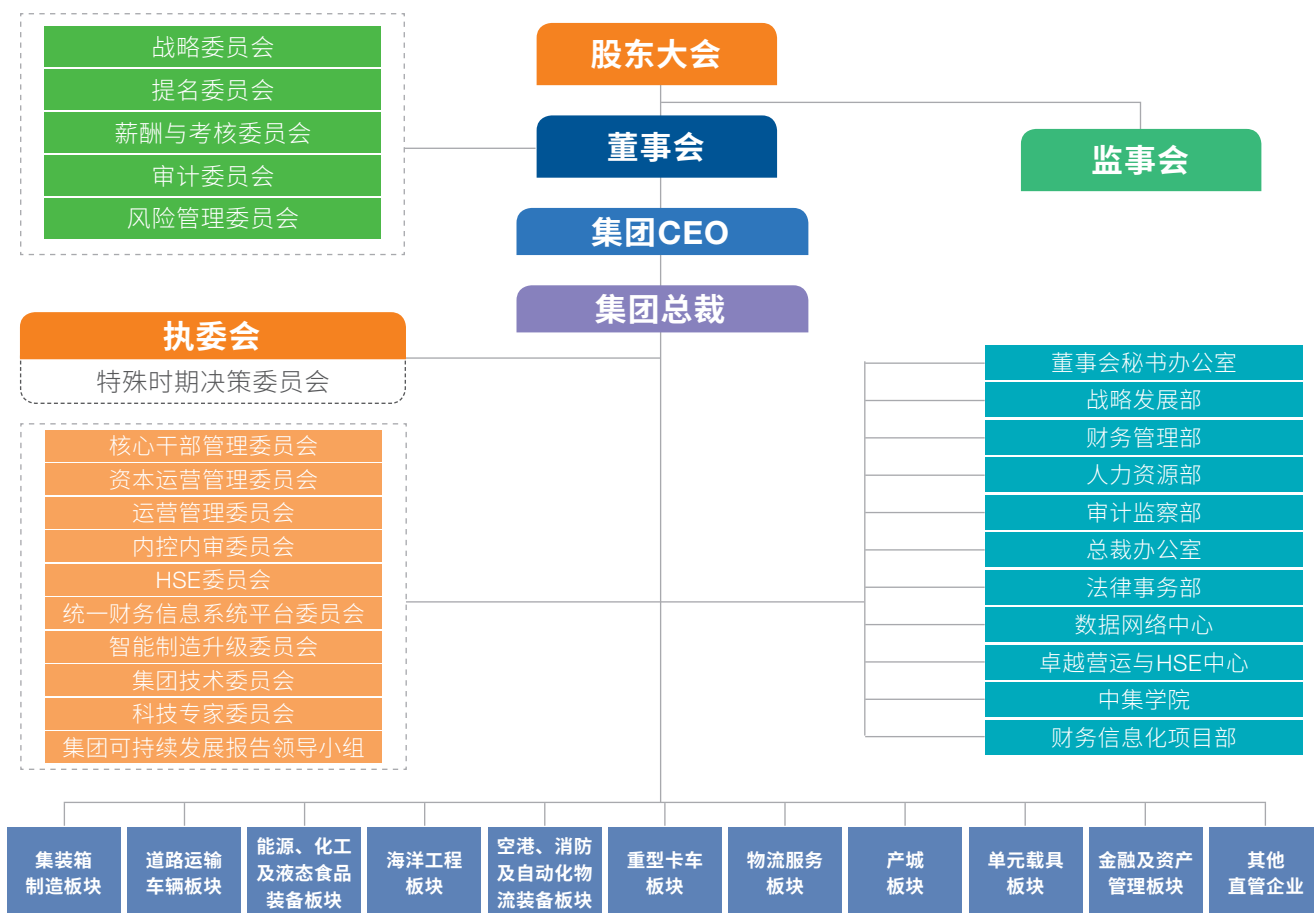 战略委员会
提名委员会
薪酬与考核委员会
审计委员会
风险管理委员会
股东大会
董事会
监事会
集团CEO
集团总裁
执委会
特殊时期决策委员会
核心干部管理委员会
资本运营管理委员会
运营管理委员会
内控内审委员会
HSE委员会
统一财务信息系统平台委员会
智能制造升级委员会
集团技术委员会
科技专家委员会
集团可持续发展报告领导小组
董事会秘书办公室
战略发展部
财务管理部
人力资源部
审计监察部
总裁办公室
法律事务部
数据网络中心
卓越营运与HSE中心
中集学院
财务信息化项目部
集装箱
制造板块
道路运输
车辆板块
能源、化工
及液态食品
装备板块
海洋工程
板块
空港、消防
及自动化物
流装备板块
重型卡车
板块
物流服务
板块
产城
板块
单元载具
板块
金融及资产
管理板块
其他
直管企业